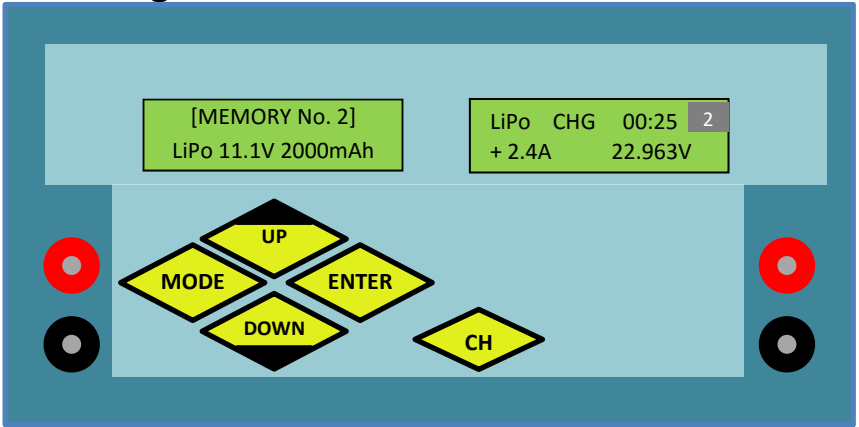 [MEMORY No. 2]
LiPo 11.1V 2000mAh
LiPo CHG 00:25 2
+ 2.4A 22.963V
UP
MODE
ENTER
DOWN
CH